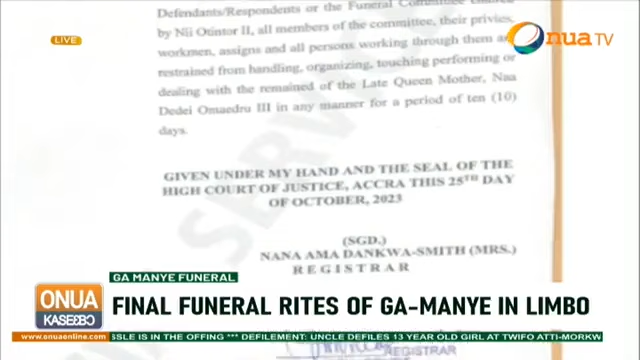 Defendants/Respondents or the Funeral Committee
by Nii Otintor II, all members of the committee, their privies,
workmen, assigns and all persons working through them are
restrained from handling, organizing, touching performing or
dealing with the remained of the Late Queen Mother, Naa
Dedei Omaedru III in any manner for a period of ten (10)
days.
GIVEN UNDER MY HAND AND THE SEAL OF THE
HIGH COURT OF JUSTICE, ACCRA THIS 25TH DAY
OF OCTOBER, 2023
(SGD.)
NANA AMA DANKWA-SMITH (MRS.)
REGISTRAR
LIVE
Onua TV
GA MANYE FUNERAL
ONUA
KASEƐBƆ
FINAL FUNERAL RITES OF GA-MANYE IN LIMBO
www.onuaonline.com
SSLE IS IN THE OFFING *** DEFILEMENT: UNCLE DEFILES 13 YEAR OLD GIRL AT TWIFO ATTI-MORKW
REGISTRAR